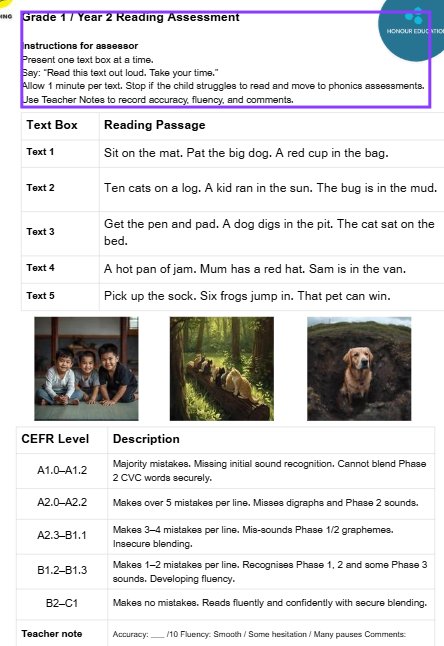 Grade 1 / Year 2 Reading Assessment
HONOUR EDUCATION
Instructions for assessor
Present one text box at a time.
Say: "Read this text out loud. Take your time."
Allow 1 minute per text. Stop if the child struggles to read and move to phonics assessments.
Use Teacher Notes to record accuracy, fluency, and comments.
Text Box Reading Passage
Text 1 Sit on the mat. Pat the big dog. A red cup in the bag.
Text 2 Ten cats on a log. A kid ran in the sun. The bug is in the mud.
Text 3 Get the pen and pad. A dog digs in the pit. The cat sat on the
bed.
Text 4 A hot pan of jam. Mum has a red hat. Sam is in the van.
Text 5 Pick up the sock. Six frogs jump in. That pet can win.
CEFR Level Description
A1.0–A1.2 Majority mistakes. Missing initial sound recognition. Cannot blend Phase
2 CVC words securely.
A2.0–A2.2 Makes over 5 mistakes per line. Misses digraphs and Phase 2 sounds.
A2.3–B1.1 Makes 3–4 mistakes per line. Mis-sounds Phase 1/2 graphemes.
Insecure blending.
B1.2–B1.3 Makes 1–2 mistakes per line. Recognises Phase 1, 2 and some Phase 3
sounds. Developing fluency.
B2–C1 Makes no mistakes. Reads fluently and confidently with secure blending.
Teacher note Accuracy: ___ /10 Fluency: Smooth / Some hesitation / Many pauses Comments: